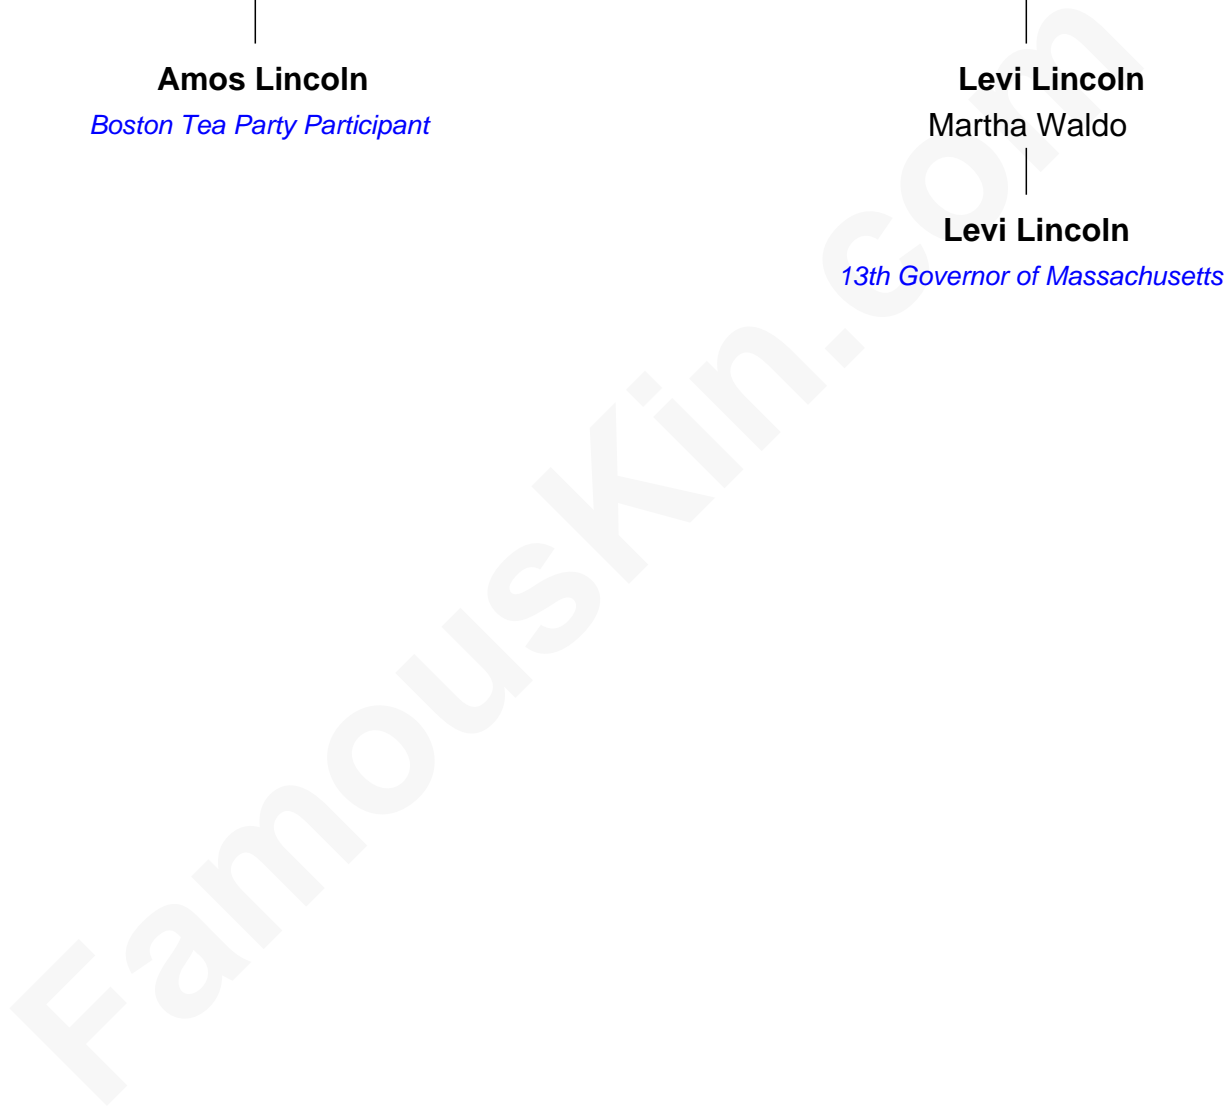 Amos Lincoln
Boston Tea Party Participant
Levi Lincoln
Martha Waldo
Levi Lincoln
13th Governor of Massachusetts
FamousKin.com